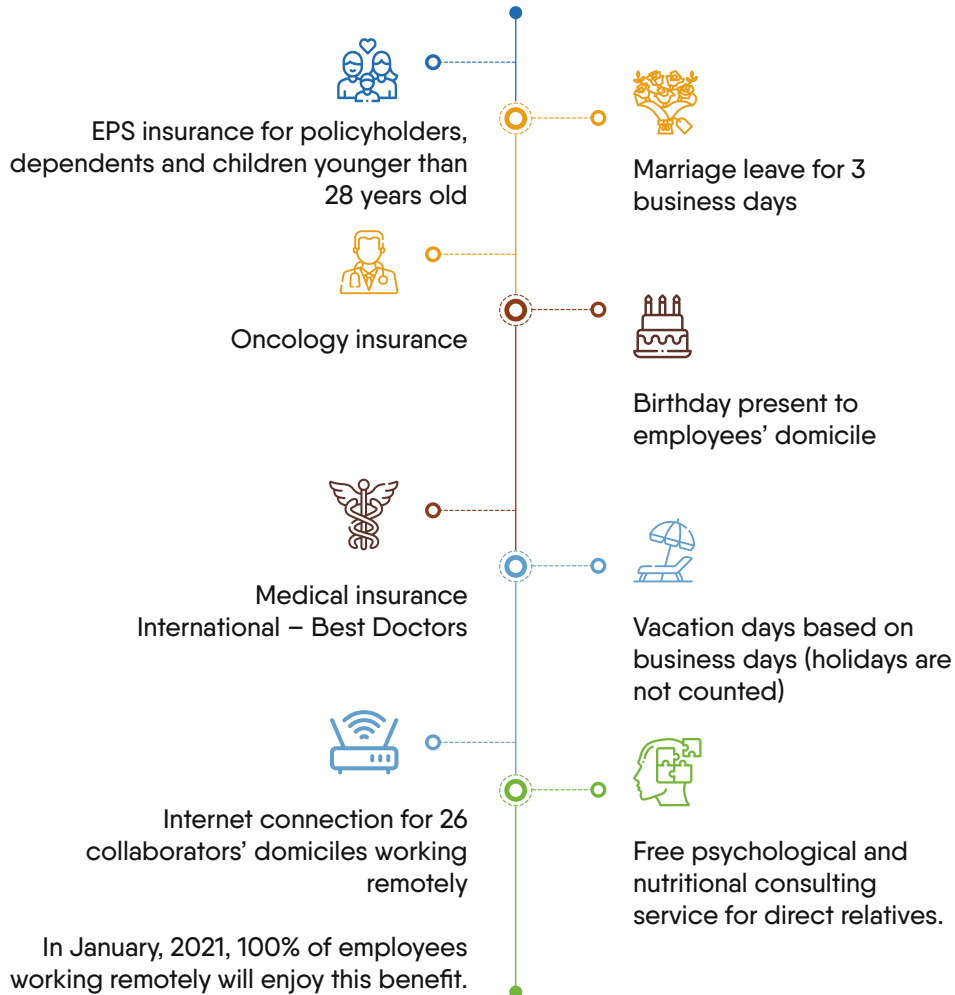 EPS insurance for policyholders,
dependents and children younger than
28 years old
Marriage leave for 3
business days
Oncology insurance
Birthday present to
employees’ domicile
Medical insurance
International – Best Doctors
Vacation days based on
business days (holidays are
not counted)
Internet connection for 26
collaborators’ domiciles working
remotely
In January, 2021, 100% of employees
working remotely will enjoy this benefit.
Free psychological and
nutritional consulting
service for direct relatives.